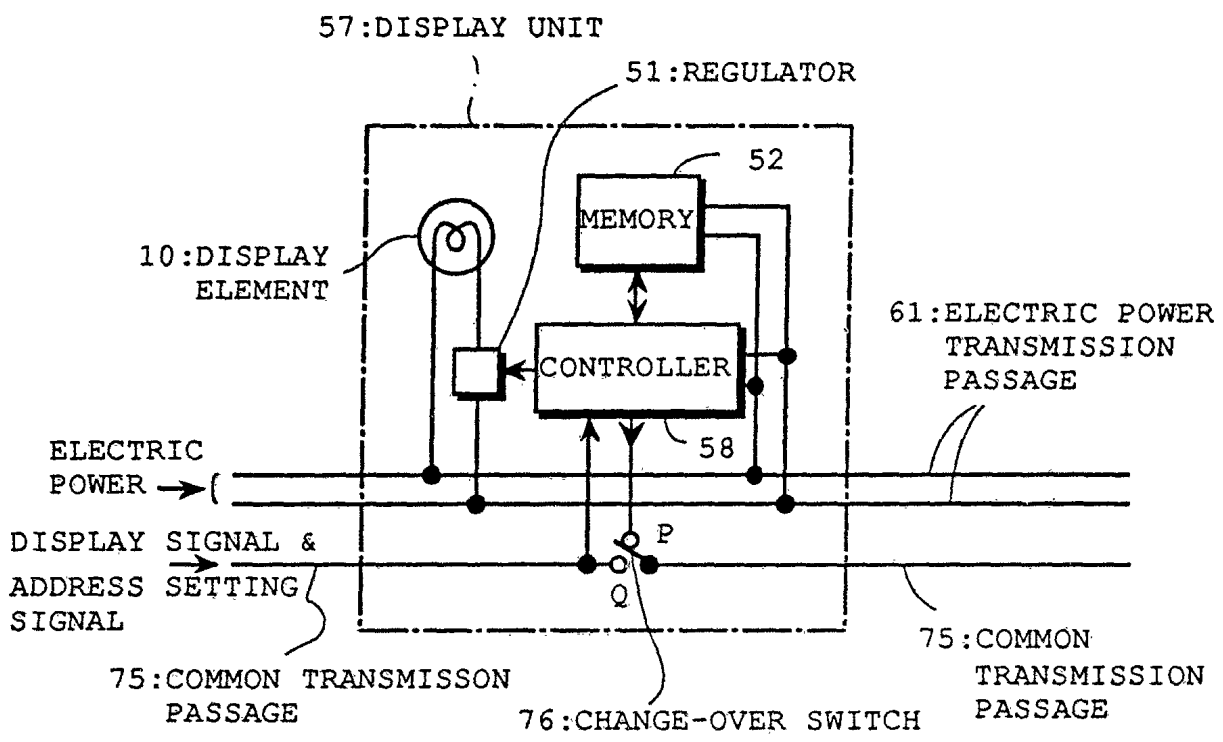 57:DISPLAY UNIT
51:REGULATOR
52
MEMORY
10:DISPLAY
ELEMENT
61:ELECTRIC POWER
TRANSMISSION
PASSAGE
CONTROLLER
58
ELECTRIC
POWER
P
DISPLAY SIGNAL &
ADDRESS SETTING
SIGNAL
Q
75:COMMON TRANSMISSON
PASSAGE
76:CHANGE-OVER SWITCH
75:COMMON
TRANSMISSION
PASSAGE